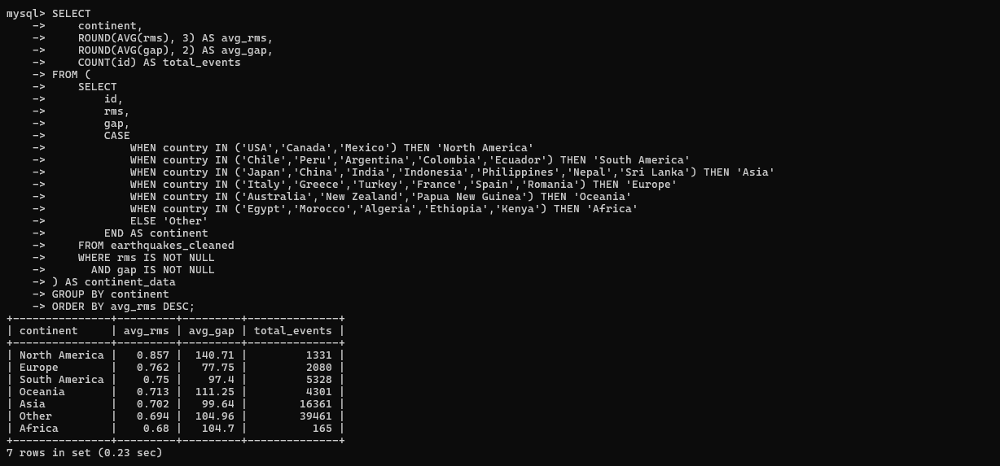 mysql> SELECT
    ->     continent,
    ->     ROUND(AVG(rms), 3) AS avg_rms,
    ->     ROUND(AVG(gap), 2) AS avg_gap,
    ->     COUNT(id) AS total_events
    -> FROM (
    ->     SELECT
    ->         id,
    ->         rms,
    ->         gap,
    ->         CASE
    ->             WHEN country IN ('USA','Canada','Mexico') THEN 'North America'
    ->             WHEN country IN ('Chile','Peru','Argentina','Colombia','Ecuador') THEN 'South America'
    ->             WHEN country IN ('Japan','China','India','Indonesia','Philippines','Nepal','Sri Lanka') THEN 'Asia'
    ->             WHEN country IN ('Italy','Greece','Turkey','France','Spain','Romania') THEN 'Europe'
    ->             WHEN country IN ('Australia','New Zealand','Papua New Guinea') THEN 'Oceania'
    ->             WHEN country IN ('Egypt','Morocco','Algeria','Ethiopia','Kenya') THEN 'Africa'
    ->             ELSE 'Other'
    ->         END AS continent
    ->     FROM earthquakes_cleaned
    ->     WHERE rms IS NOT NULL
    ->       AND gap IS NOT NULL
    -> ) AS continent_data
    -> GROUP BY continent
    -> ORDER BY avg_rms DESC;
+---------------+---------+---------+--------------+
| continent     | avg_rms | avg_gap | total_events |
+---------------+---------+---------+--------------+
| North America |   0.857 |  140.71 |         1331 |
| Europe        |   0.762 |   77.75 |         2080 |
| South America |    0.75 |    97.4 |         5328 |
| Oceania       |   0.713 |  111.25 |         4301 |
| Asia          |   0.702 |   99.64 |        16361 |
| Other         |   0.694 |  104.96 |        39461 |
| Africa        |    0.68 |   104.7 |          165 |
+---------------+---------+---------+--------------+
7 rows in set (0.23 sec)